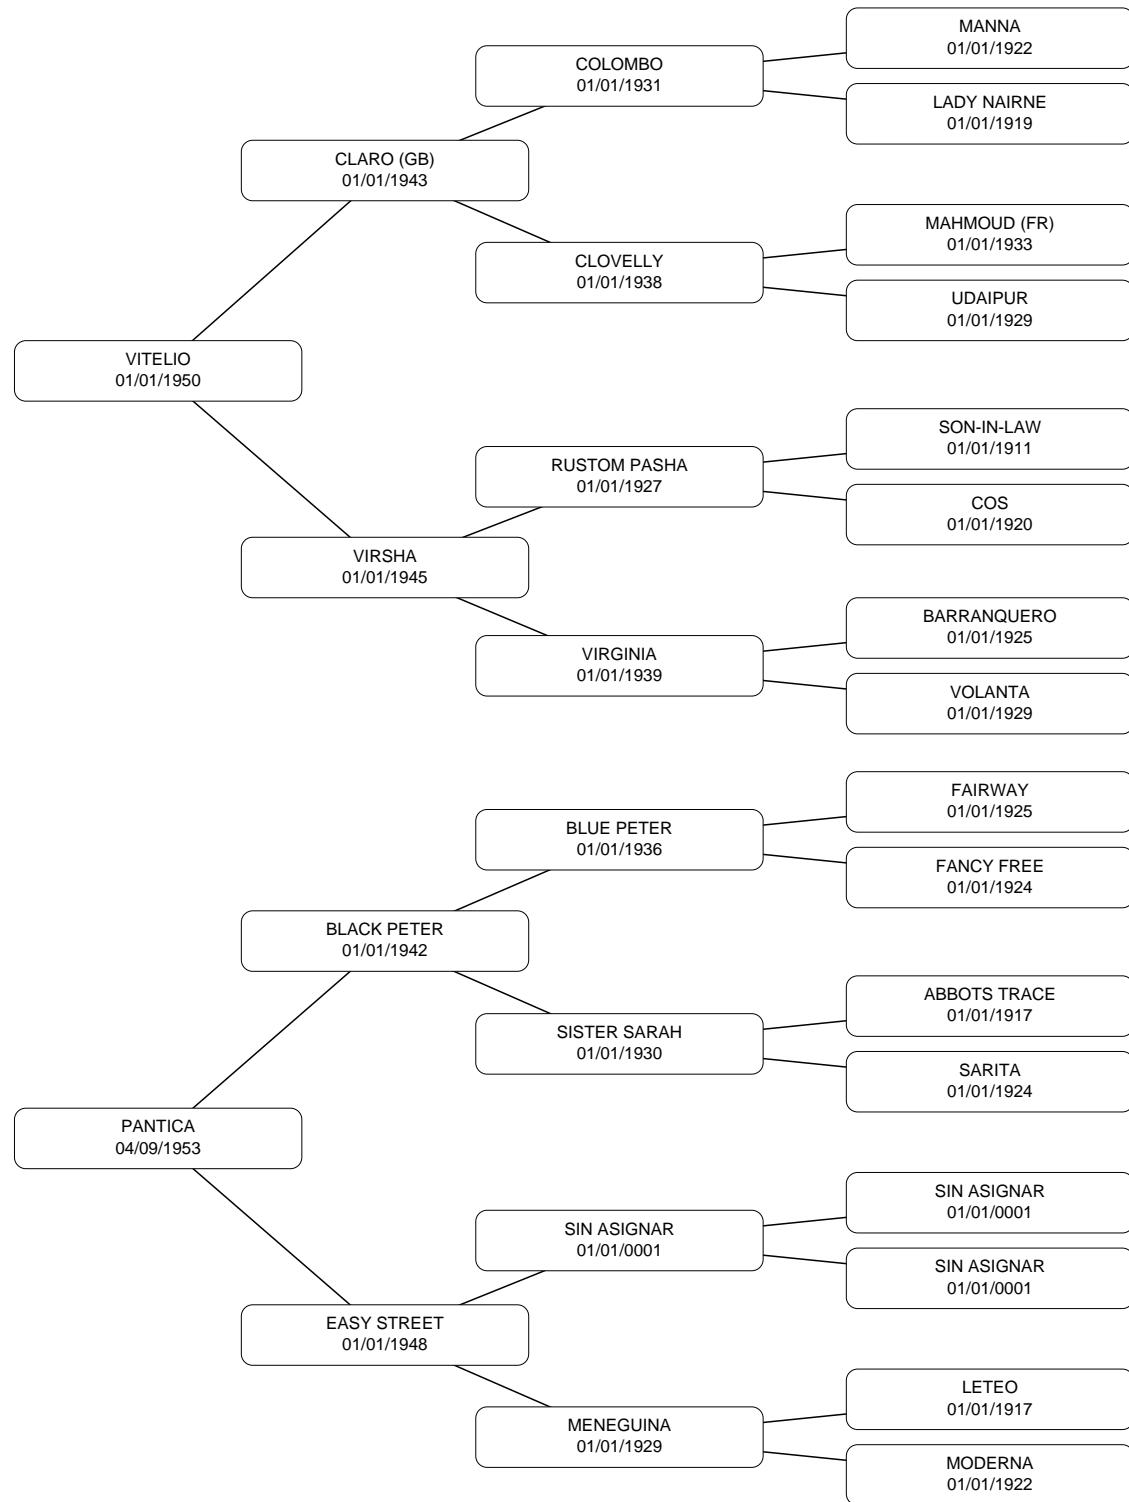 MANNA
01/01/1922
COLOMBO
01/01/1931
LADY NAIRNE
01/01/1919
CLARO (GB)
01/01/1943
MAHMOUD (FR)
01/01/1933
CLOVELLY
01/01/1938
UDAIPUR
01/01/1929
VITELIO
01/01/1950
SON-IN-LAW
01/01/1911
RUSTOM PASHA
01/01/1927
COS
01/01/1920
VIRSHA
01/01/1945
BARRANQUERO
01/01/1925
VIRGINIA
01/01/1939
VOLANTA
01/01/1929
FAIRWAY
01/01/1925
BLUE PETER
01/01/1936
FANCY FREE
01/01/1924
BLACK PETER
01/01/1942
ABBOTS TRACE
01/01/1917
SISTER SARAH
01/01/1930
SARITA
01/01/1924
PANTICA
04/09/1953
SIN ASIGNAR
01/01/0001
SIN ASIGNAR
01/01/0001
SIN ASIGNAR
01/01/0001
EASY STREET
01/01/1948
LETEO
01/01/1917
MENEGUINA
01/01/1929
MODERNA
01/01/1922